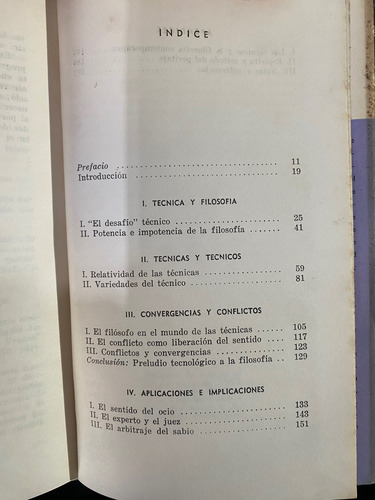 INDICE
Prefacio ... 11
Introducción ... 19
I. TECNICA Y FILOSOFIA
I. "El desafío" técnico ... 25
II. Potencia e impotencia de la filosofía .. 41
II. TECNICAS Y TECNICOS
I. Relatividad de las técnicas ... 59
II. Variedades del técnico ... 81
III. CONVERGENCIAS Y CONFLICTOS
I. El filósofo en el mundo de las técnicas ...... 105
II. El conflicto como liberación del sentido .. 117
III. Conflictos y convergencias ... 123
Conclusión: Preludio tecnológico a la filosofía .. 129
IV. APLICACIONES E IMPLICACIONES
I. El sentido del ocio ... 133
II. El experto y el juez ... 143
III. El arbitraje del sabio ... 151